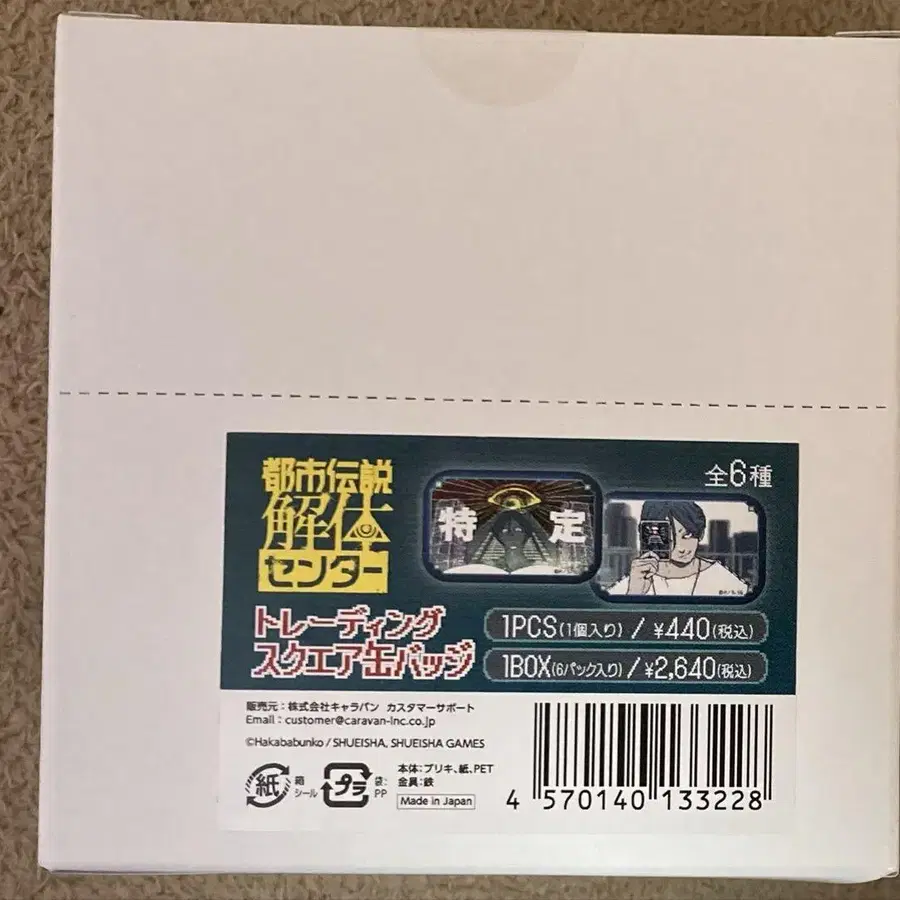 都市伝説
解体
センター
全6種
特定
トレーディング
スクエア缶バッジ
1PCS(1個入り) / ¥440(税込)
1BOX(6パック入り) / ¥2,640(税込)
販売元：株式会社キャラバン カスタマーサポート
Email：customer@caravan-inc.co.jp
©Hakababunko / SHUEISHA, SHUEISHA GAMES
紙
箱
シール
プラ
袋：
PP
本体：ブリキ、紙、PET
金具：鉄
Made in Japan
4 570140 133228